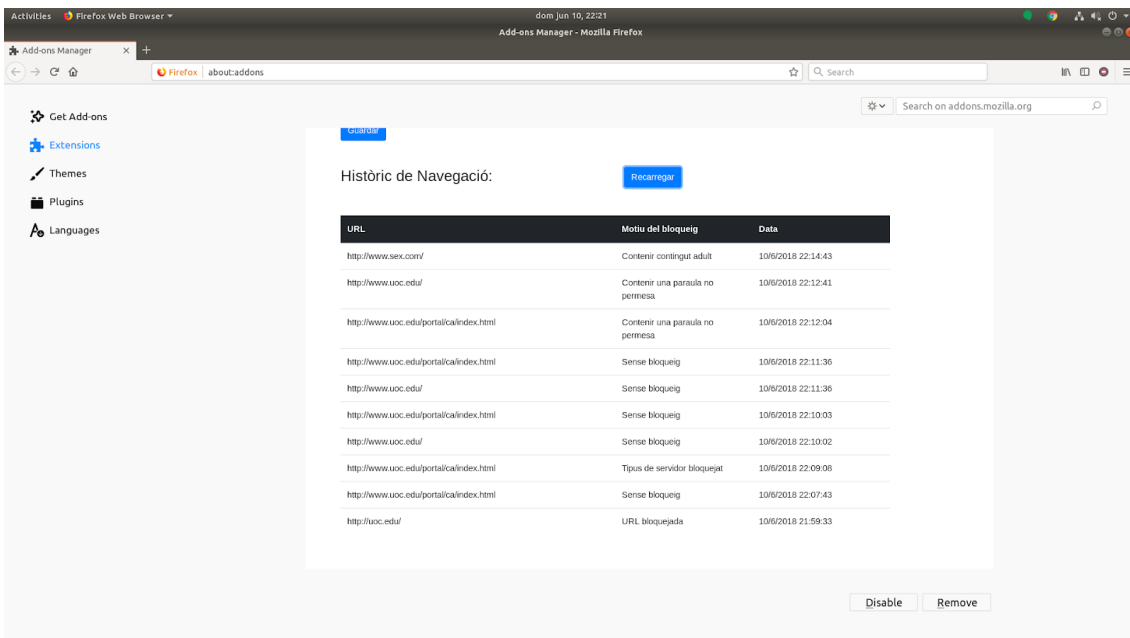 Activities Firefox Web Browser dom jun 10, 22:21
Add-ons Manager - Mozilla Firefox
Add-ons Manager
Firefox about:addons Search
Search on addons.mozilla.org
Get Add-ons
Extensions
Themes
Plugins
Languages
Guardar
Històric de Navegació: Recarregar
URL Motiu del bloqueig Data
http://www.sex.com/ Contenir contingut adult 10/6/2018 22:14:43
http://www.uoc.edu/ Contenir una paraula no 10/6/2018 22:12:41
permesa
http://www.uoc.edu/portal/ca/index.html Contenir una paraula no 10/6/2018 22:12:04
permesa
http://www.uoc.edu/portal/ca/index.html Sense bloqueig 10/6/2018 22:11:36
http://www.uoc.edu/ Sense bloqueig 10/6/2018 22:11:36
http://www.uoc.edu/portal/ca/index.html Sense bloqueig 10/6/2018 22:10:03
http://www.uoc.edu/ Sense bloqueig 10/6/2018 22:10:02
http://www.uoc.edu/portal/ca/index.html Tipus de servidor bloquejat 10/6/2018 22:09:08
http://www.uoc.edu/portal/ca/index.html Sense bloqueig 10/6/2018 22:07:43
http://uoc.edu/ URL bloquejada 10/6/2018 21:59:33
Disable Remove